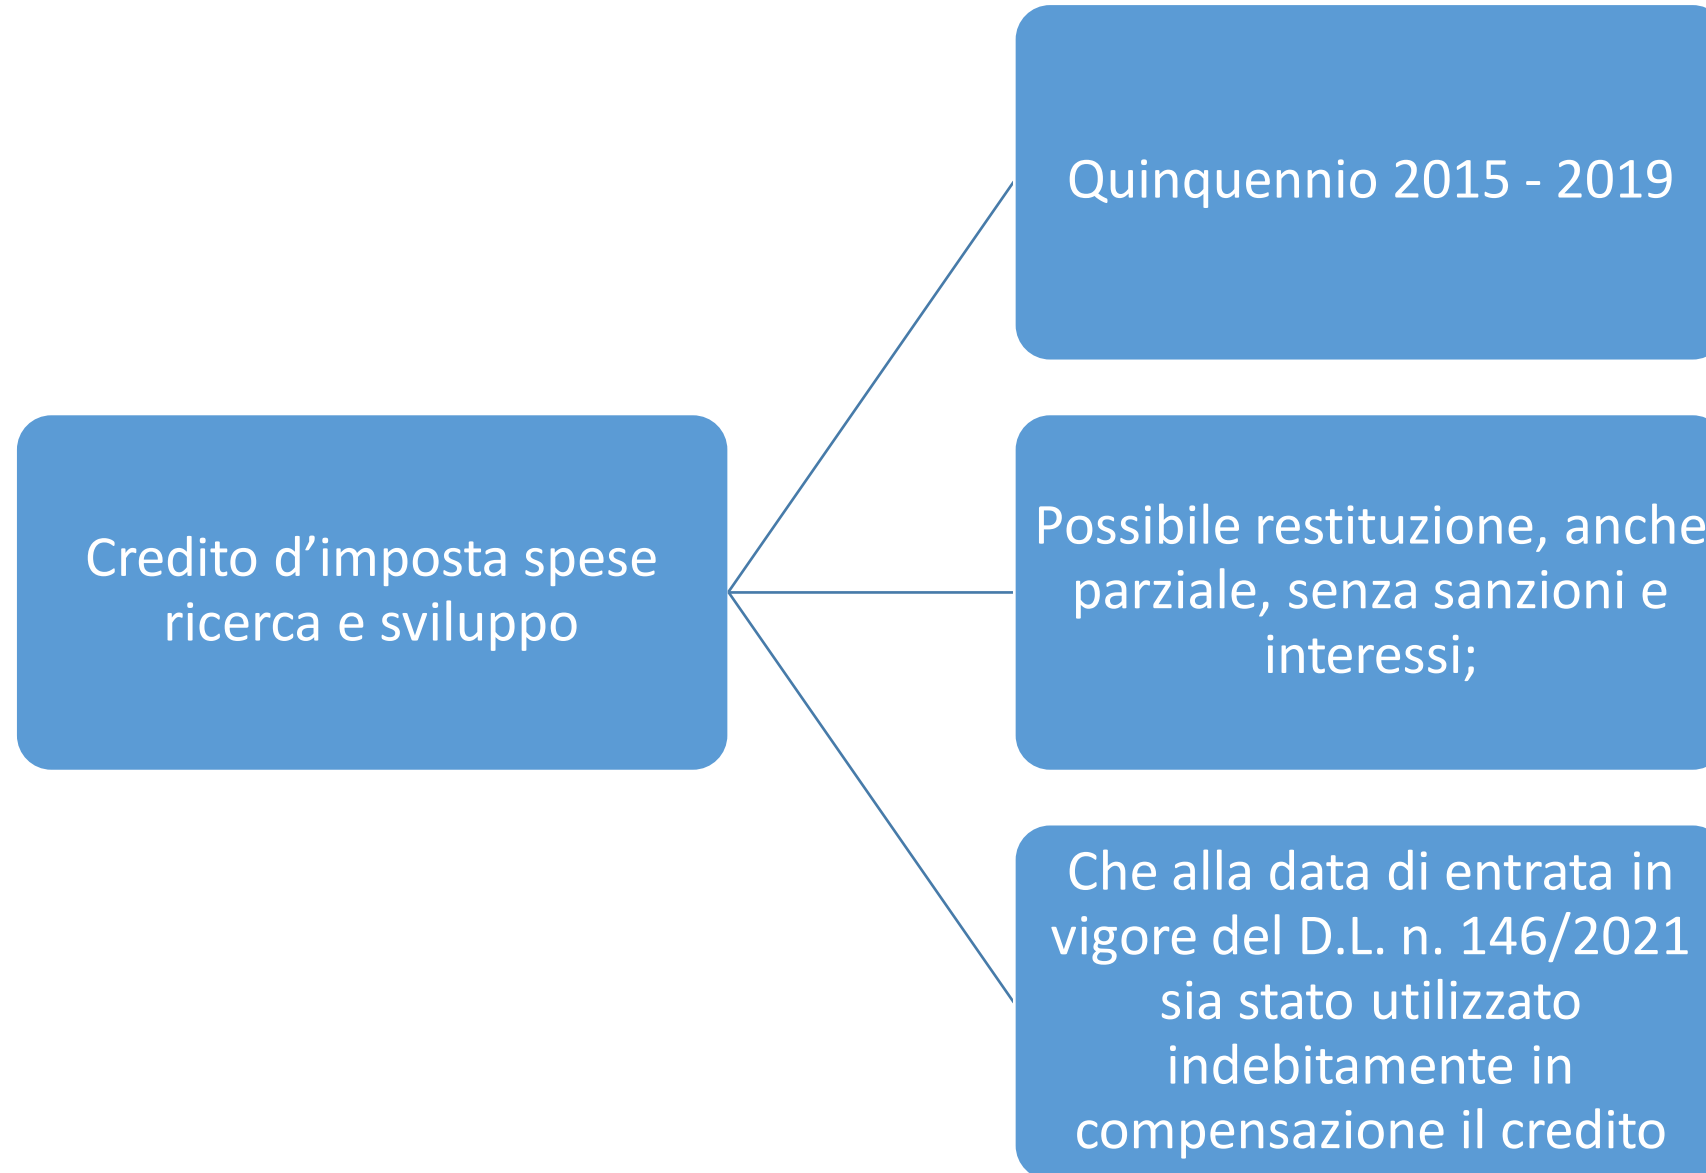 Quinquennio 2015 - 2019
Credito d’imposta spese
ricerca e sviluppo
Possibile restituzione, anche
parziale, senza sanzioni e
interessi;
Che alla data di entrata in
vigore del D.L. n. 146/2021
sia stato utilizzato
indebitamente in
compensazione il credito